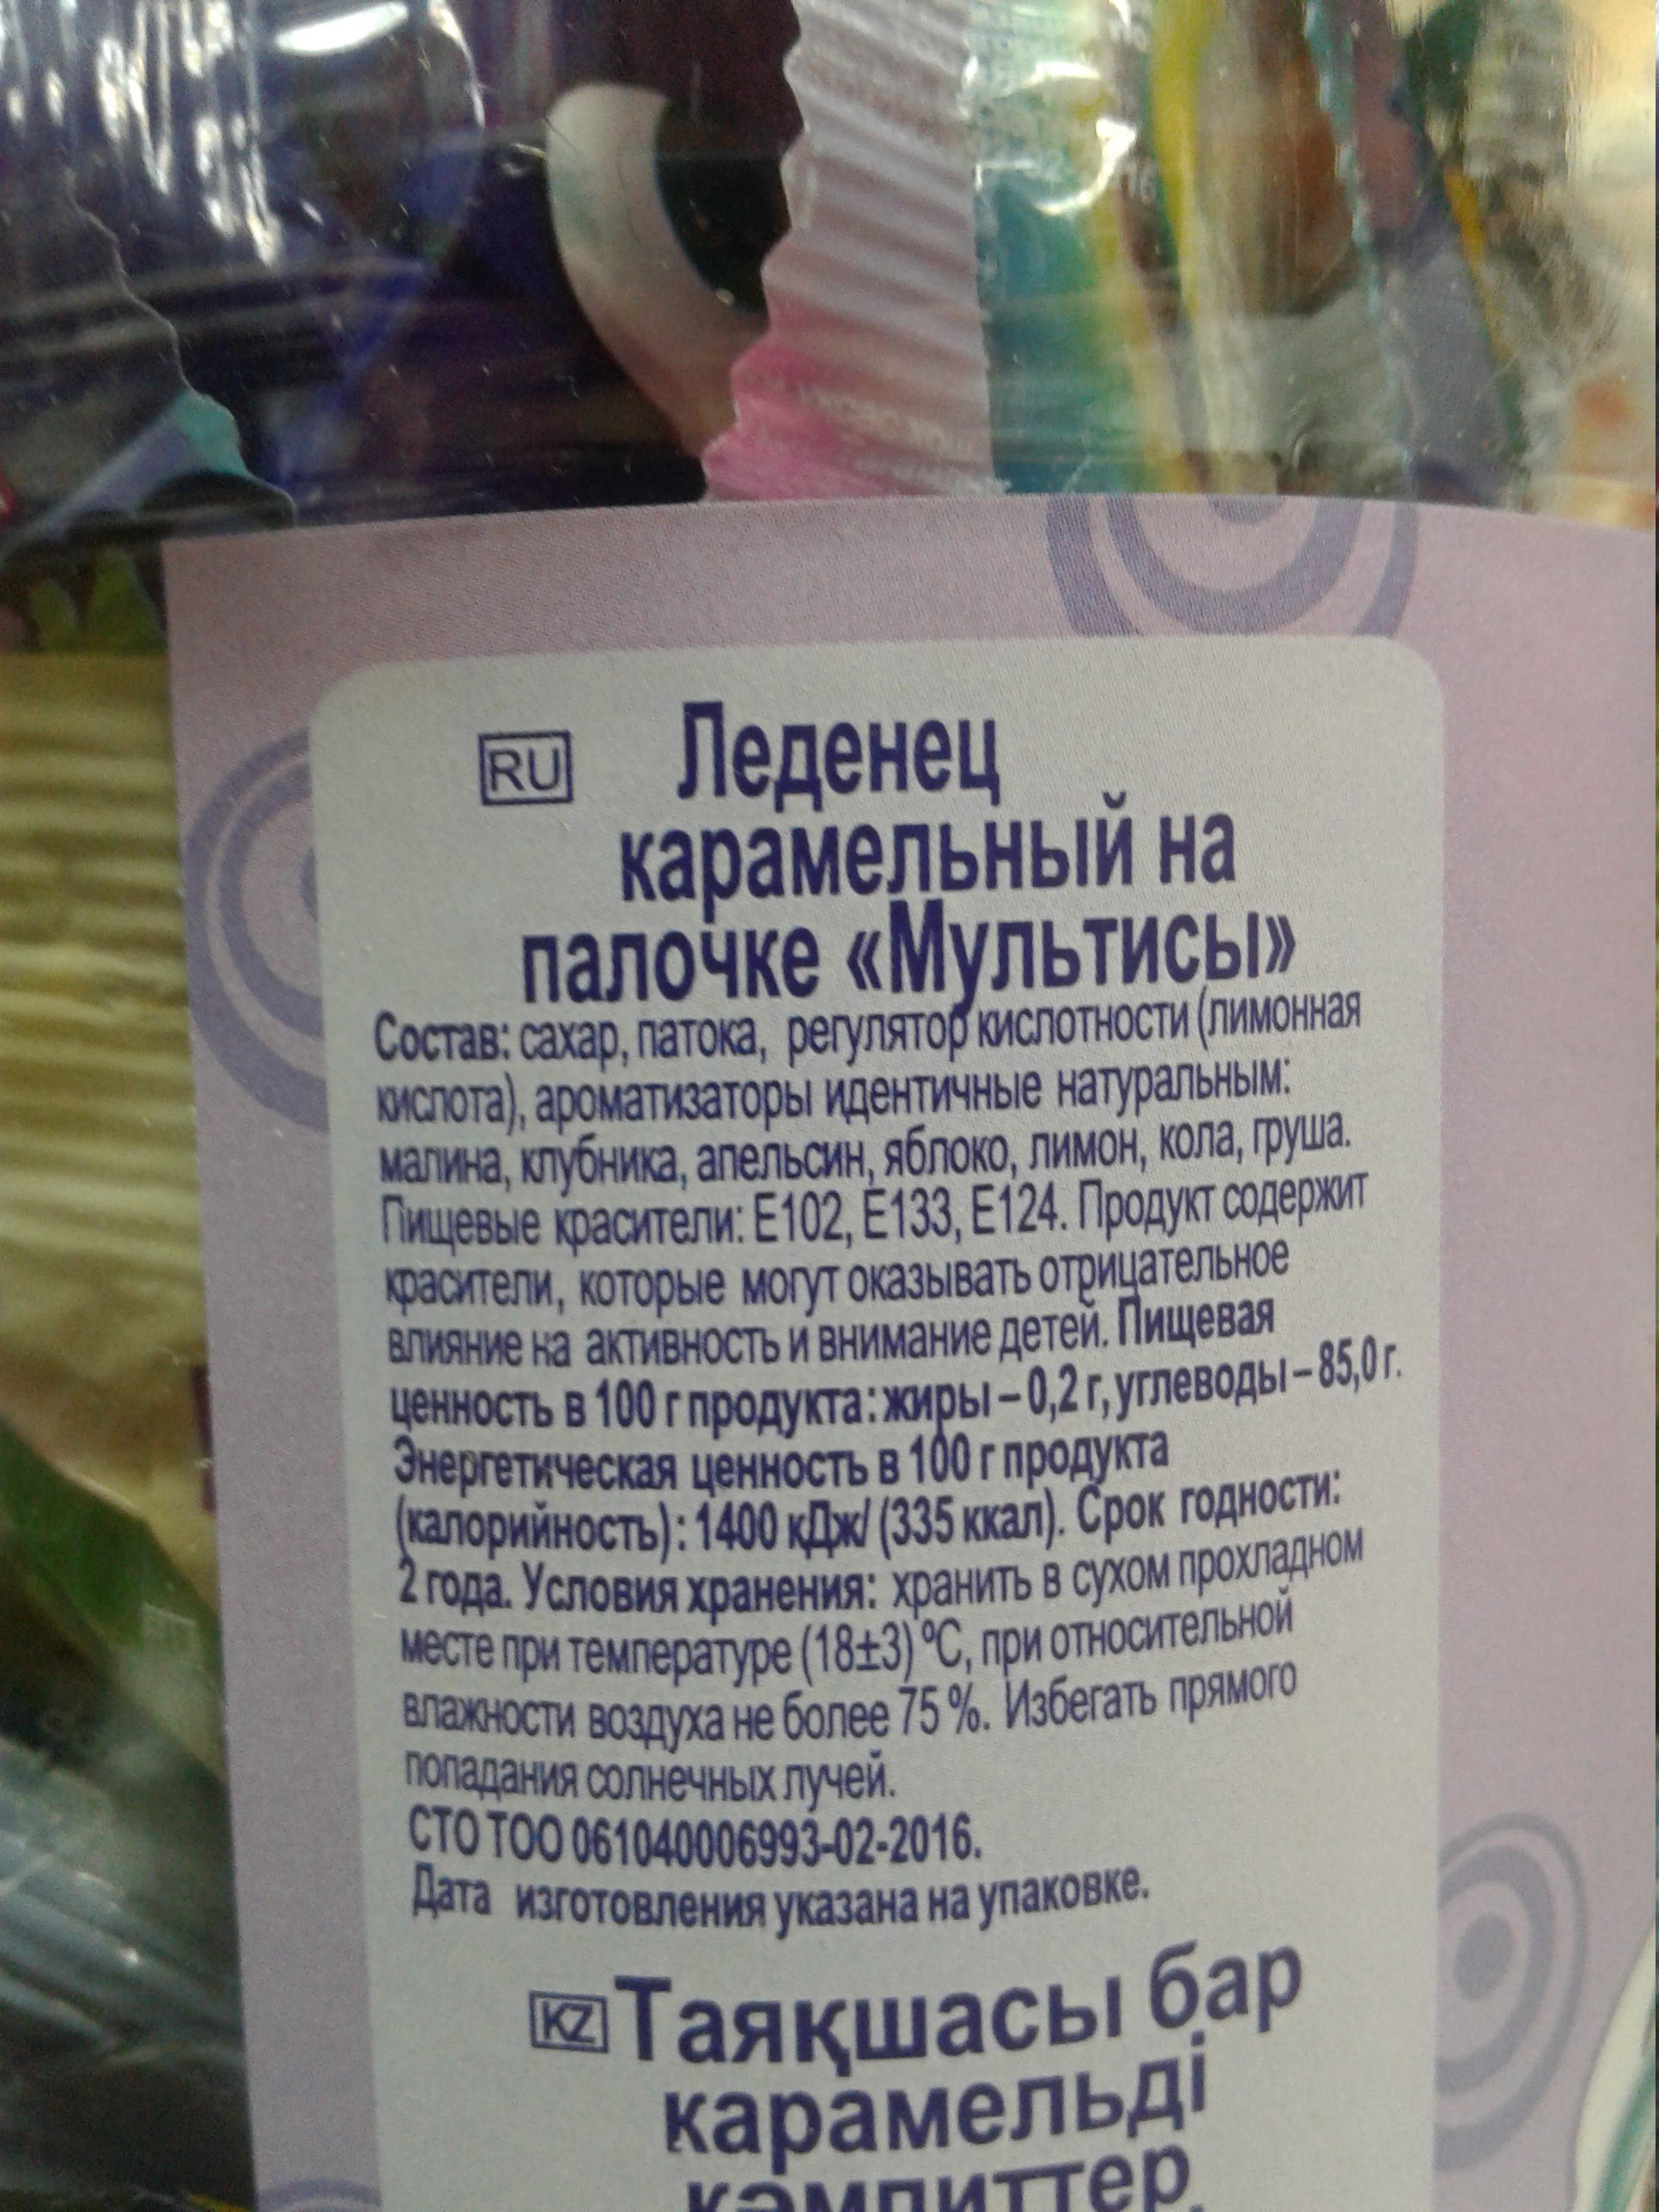 RU Леденец
карамельный на
палочке «Мультисы»
Состав: сахар, патока, регулятор кислотности (лимонная
кислота), ароматизаторы идентичные натуральным:
малина, клубника, апельсин, яблоко, лимон, кола, груша.
Пищевые красители: Е102, Е133, Е124. Продукт содержит
красители, которые могут оказывать отрицательное
влияние на активность и внимание детей. Пищевая
ценность в 100 г продукта: жиры – 0,2 г, углеводы – 85,0 г.
Энергетическая ценность в 100 г продукта
(калорийность): 1400 кДж/ (335 ккал). Срок годности:
2 года. Условия хранения: хранить в сухом прохладном
месте при температуре (18±3) °С, при относительной
влажности воздуха не более 75 %. Избегать прямого
попадания солнечных лучей.
СТО ТОО 061040006993-02-2016.
Дата изготовления указана на упаковке.
KZ Таяқшасы бар
карамельді
кәмпиттер